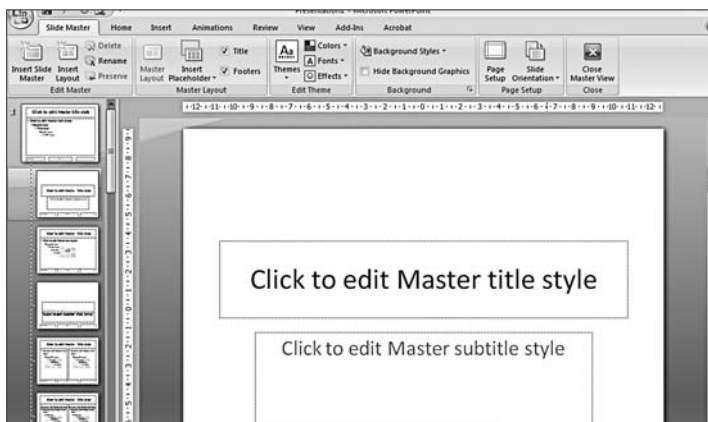 Slide Master Home Insert Animations Review View Add-Ins Acrobat
Insert Slide Master
Insert Layout
Delete
Rename
Preserve
Edit Master
Master Layout
Insert Placeholder
Title
Footers
Master Layout
Themes
Colors
Fonts
Effects
Edit Theme
Background Styles
Hide Background Graphics
Background
Page Setup
Slide Orientation
Page Setup
Close Master View
Close
Click to edit Master title style
Click to edit Master subtitle style